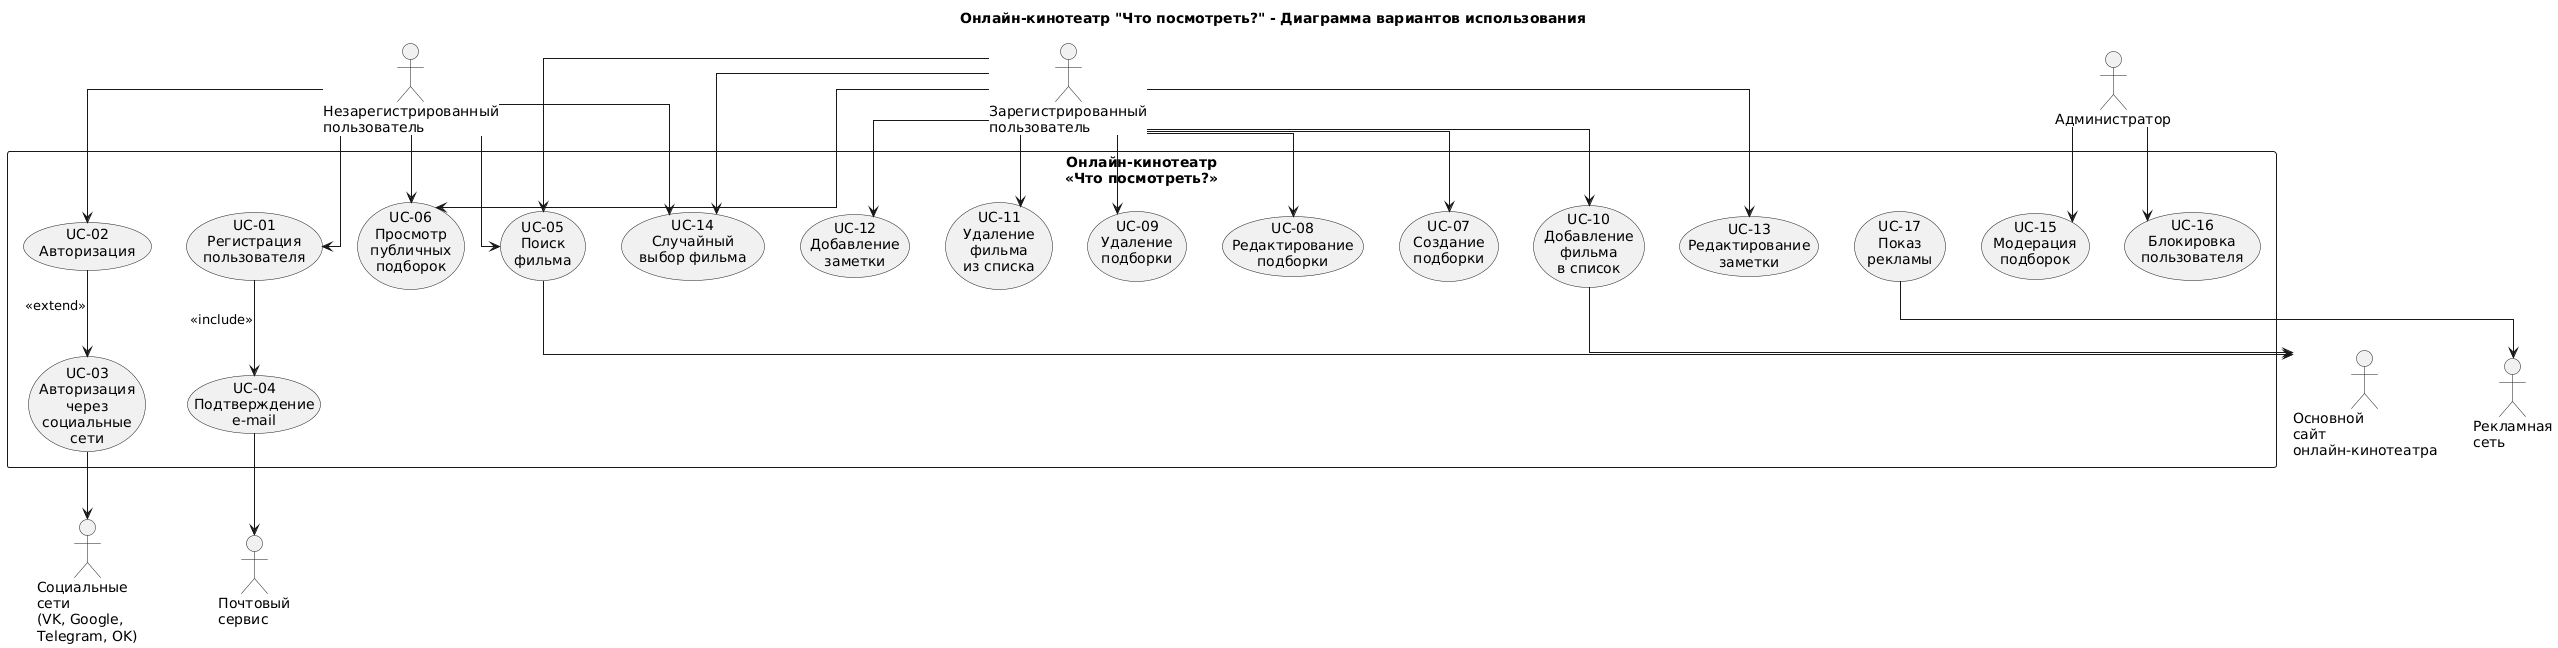 Онлайн-кинотеатр "Что посмотреть?" - Диаграмма вариантов использования
Незарегистрированный
пользователь
Зарегистрированный
пользователь
Администратор
Онлайн-кинотеатр
«Что посмотреть?»
UC-02
Авторизация
UC-01
Регистрация
пользователя
UC-06
Просмотр
публичных
подборок
UC-05
Поиск
фильма
UC-14
Случайный
выбор фильма
UC-12
Добавление
заметки
UC-11
Удаление
фильма
из списка
UC-09
Удаление
подборки
UC-08
Редактирование
подборки
UC-07
Создание
подборки
UC-10
Добавление
фильма
в список
UC-13
Редактирование
заметки
UC-17
Показ
рекламы
UC-15
Модерация
подборок
UC-16
Блокировка
пользователя
«extend»
«include»
UC-03
Авторизация
через
социальные
сети
UC-04
Подтверждение
e-mail
Основной
сайт
онлайн-кинотеатра
Рекламная
сеть
Социальные
сети
(VK, Google,
Telegram, OK)
Почтовый
сервис